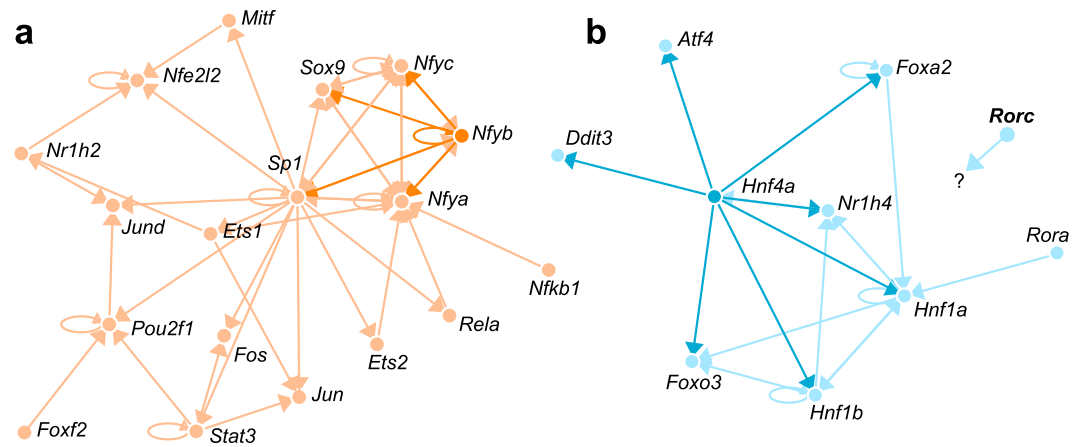 a
Mitf
Nfe2l2
Sox9
Nfyc
Nfyb
Nr1h2
Sp1
Nfya
Jund
Ets1
Nfkb1
Pou2f1
Fos
Rela
Ets2
Jun
Foxf2
Stat3
b
Atf4
Foxa2
Rorc
Ddit3
?
Hnf4a
Nr1h4
Rora
Hnf1a
Foxo3
Hnf1b